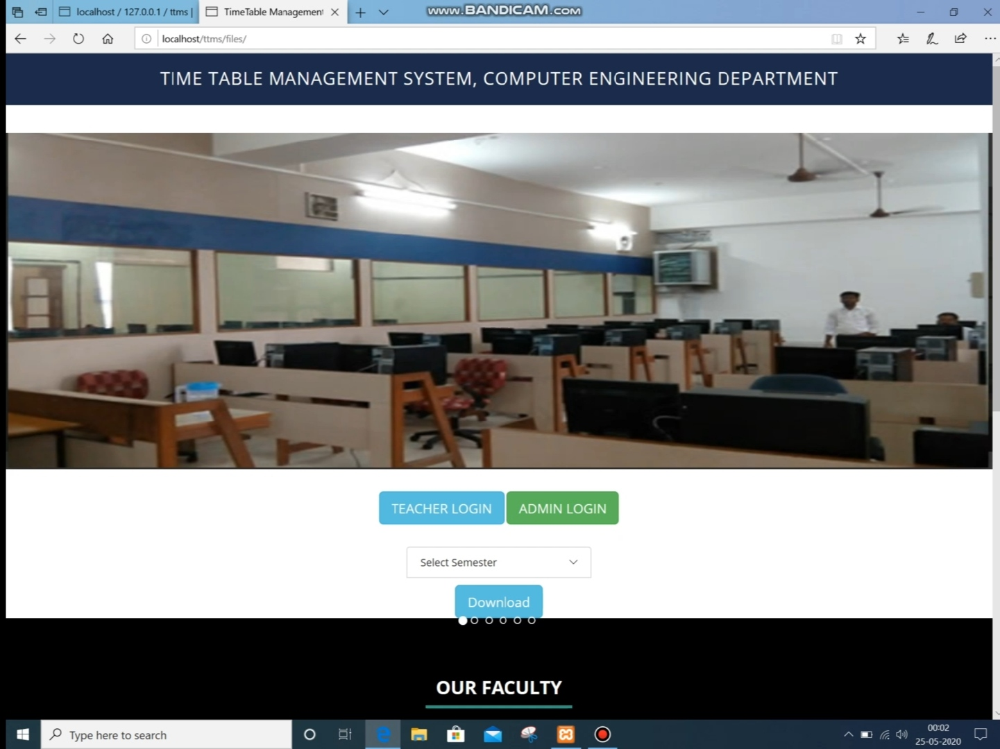 localhost / 127.0.0.1 / ttms |
TimeTable Management
www.BANDICAM.com
localhost/ttms/files/
TIME TABLE MANAGEMENT SYSTEM, COMPUTER ENGINEERING DEPARTMENT
TEACHER LOGIN
ADMIN LOGIN
Select Semester
Download
OUR FACULTY
Type here to search
00:02
25-05-2020